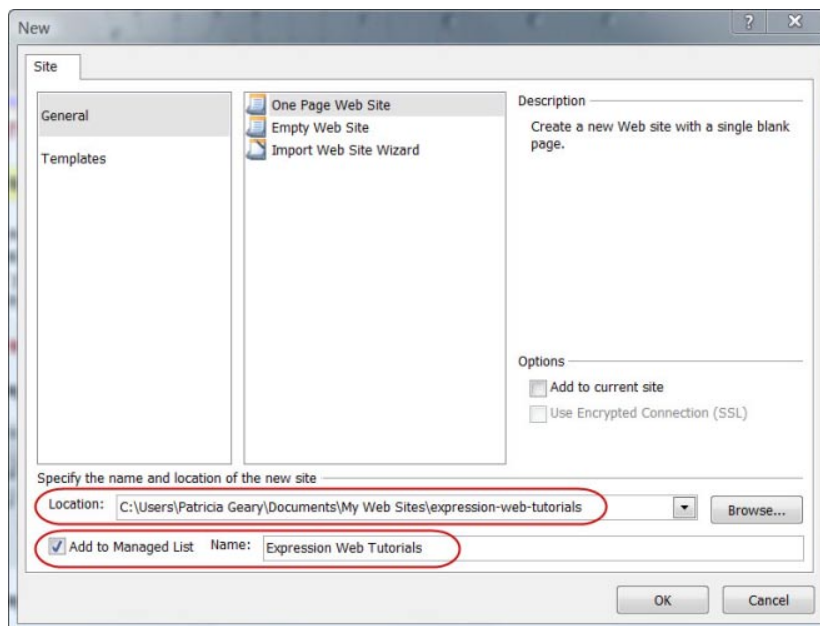 New
Site
General
Templates
One Page Web Site
Empty Web Site
Import Web Site Wizard
Description
Create a new Web site with a single blank
page.
Options
Add to current site
Use Encrypted Connection (SSL)
Specify the name and location of the new site
Location: C:\Users\Patricia Geary\Documents\My Web Sites\expression-web-tutorials Browse...
Add to Managed List Name: Expression Web Tutorials
OK Cancel